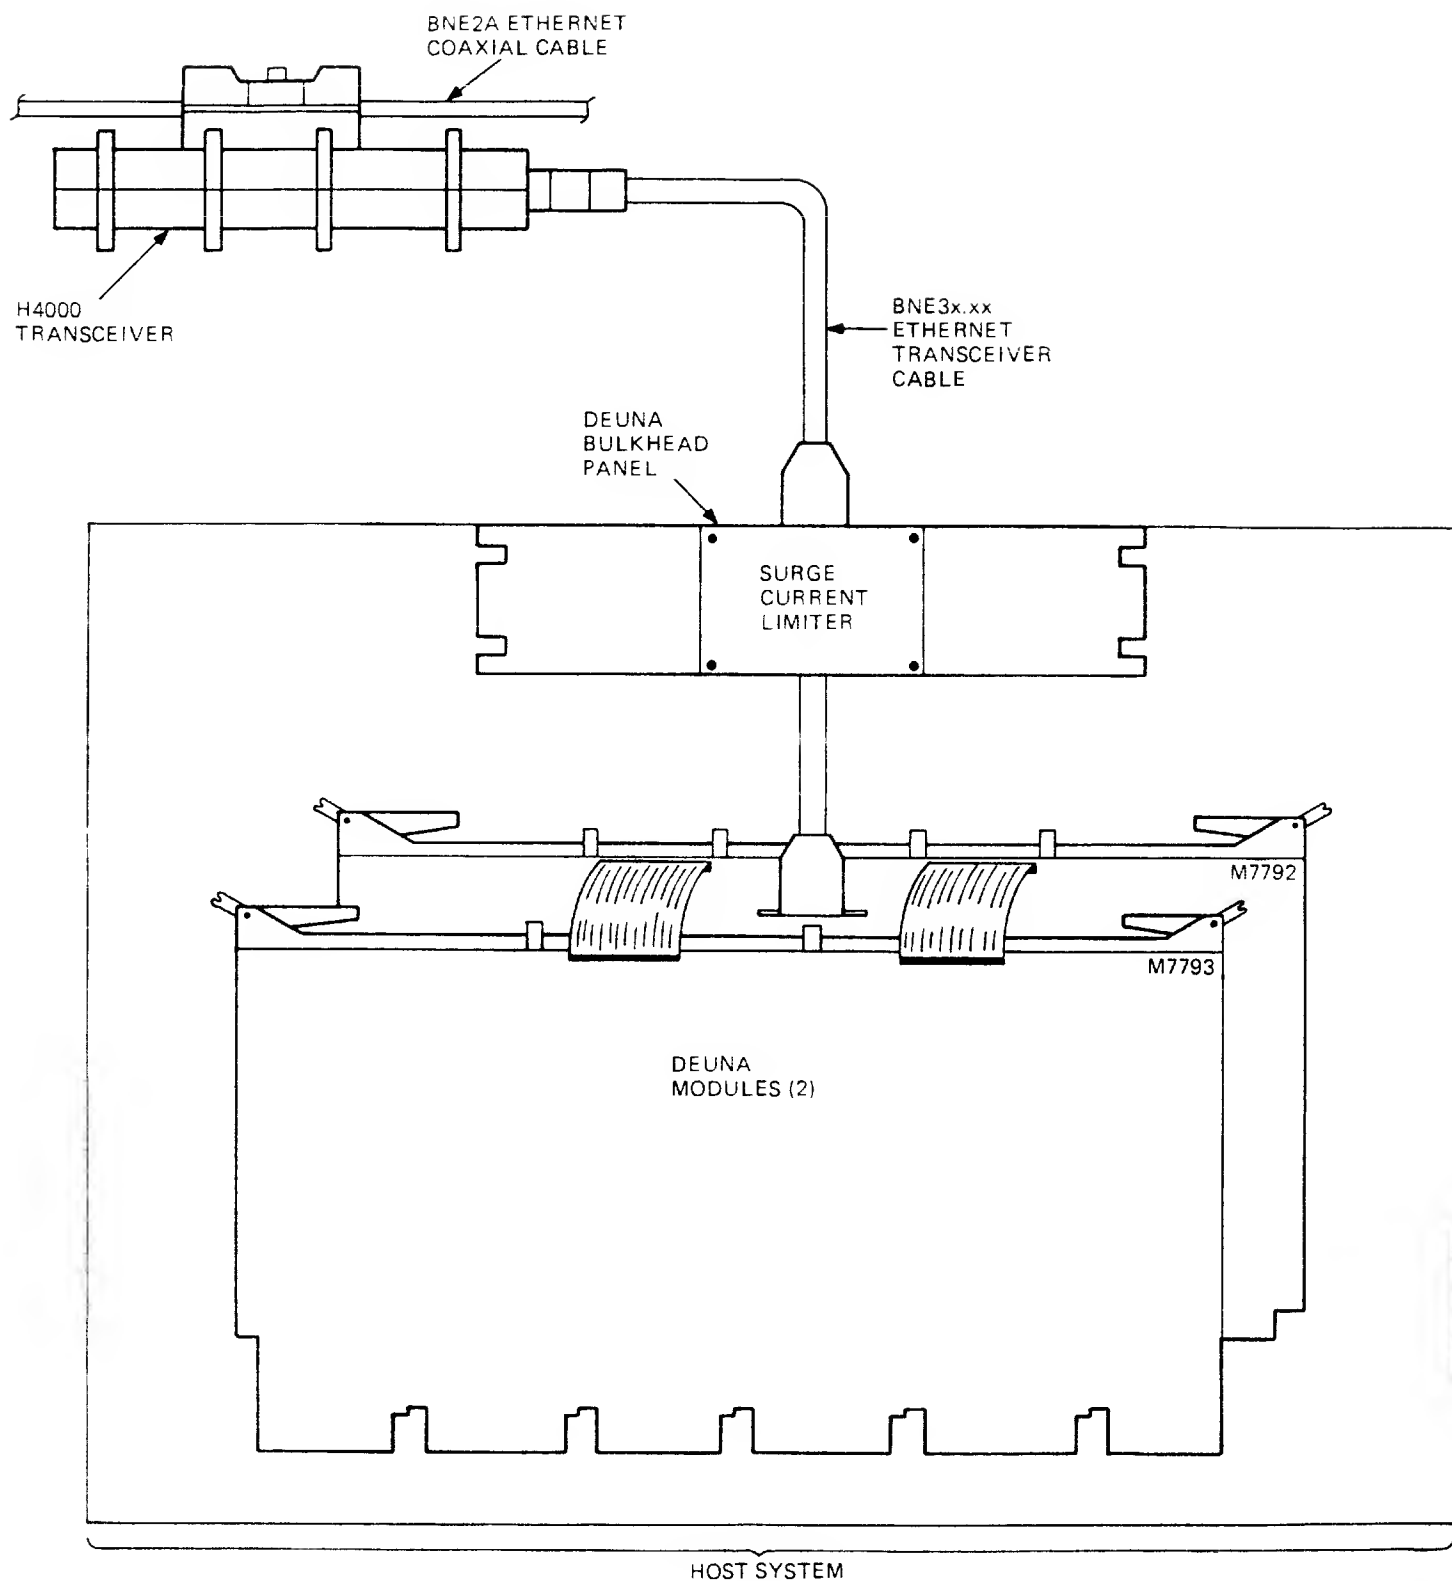 BNE2A ETHERNET
COAXIAL CABLE
H4000
TRANSCEIVER
BNE3x.xx
ETHERNET
TRANSCEIVER
CABLE
DEUNA
BULKHEAD
PANEL
SURGE
CURRENT
LIMITER
M7792
M7793
DEUNA
MODULES (2)
HOST SYSTEM